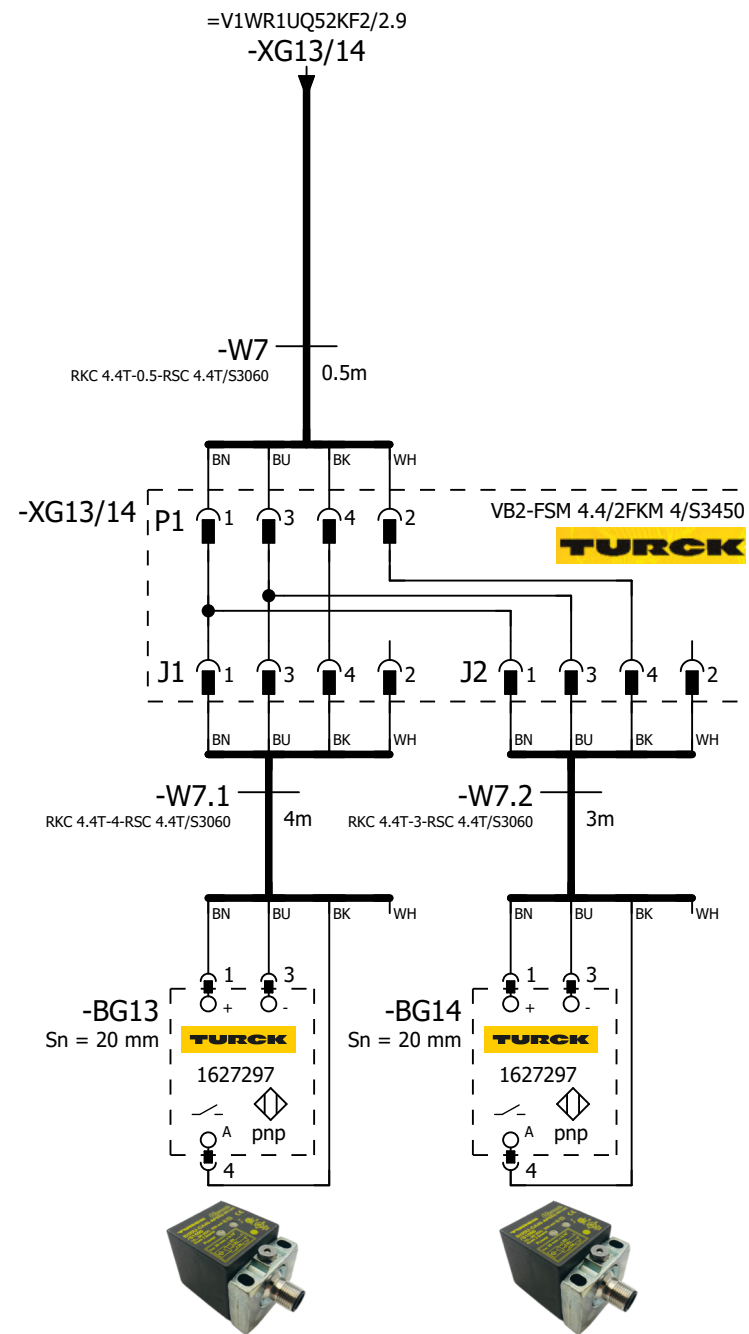 =V1WR1UQ52KF2/2.9
-XG13/14
-W7
RKC 4.4T-0.5-RSC 4.4T/S3060
0.5m
BN BU BK WH
-XG13/14 P1 1 3 4 2
VB2-FSM 4.4/2FKM 4/S3450
TURCK
J1 1 3 4 2 J2 1 3 4 2
BN BU BK WH BN BU BK WH
-W7.1
RKC 4.4T-4-RSC 4.4T/S3060
4m
-W7.2
RKC 4.4T-3-RSC 4.4T/S3060
3m
BN BU BK WH BN BU BK WH
1 3 1 3
-BG13 + -
Sn = 20 mm
TURCK
1627297
A pnp
4
-BG14 + -
Sn = 20 mm
TURCK
1627297
A pnp
4